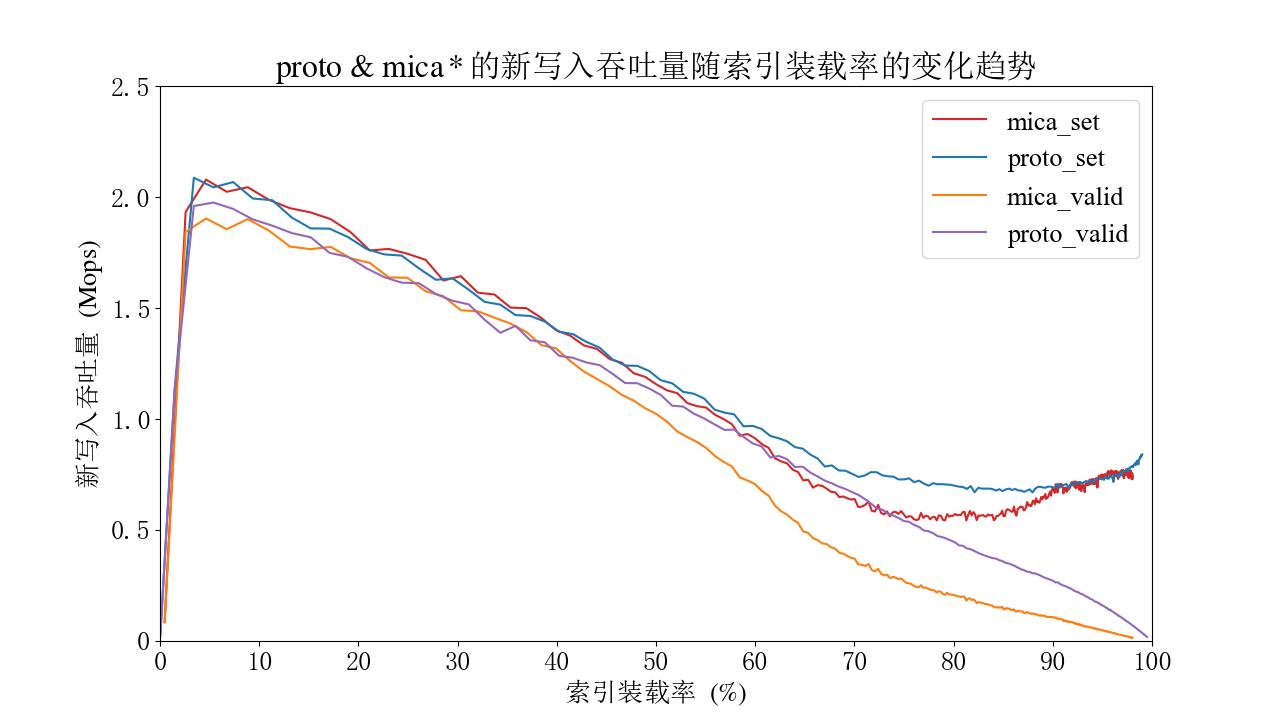 proto & mica * 的新写入吞吐量随索引装载率的变化趋势
2.5
2.0
1.5
1.0
0.5
0
新写入吞吐量 (Mops)
mica_set
proto_set
mica_valid
proto_valid
0 10 20 30 40 50 60 70 80 90 100
索引装载率 (%)